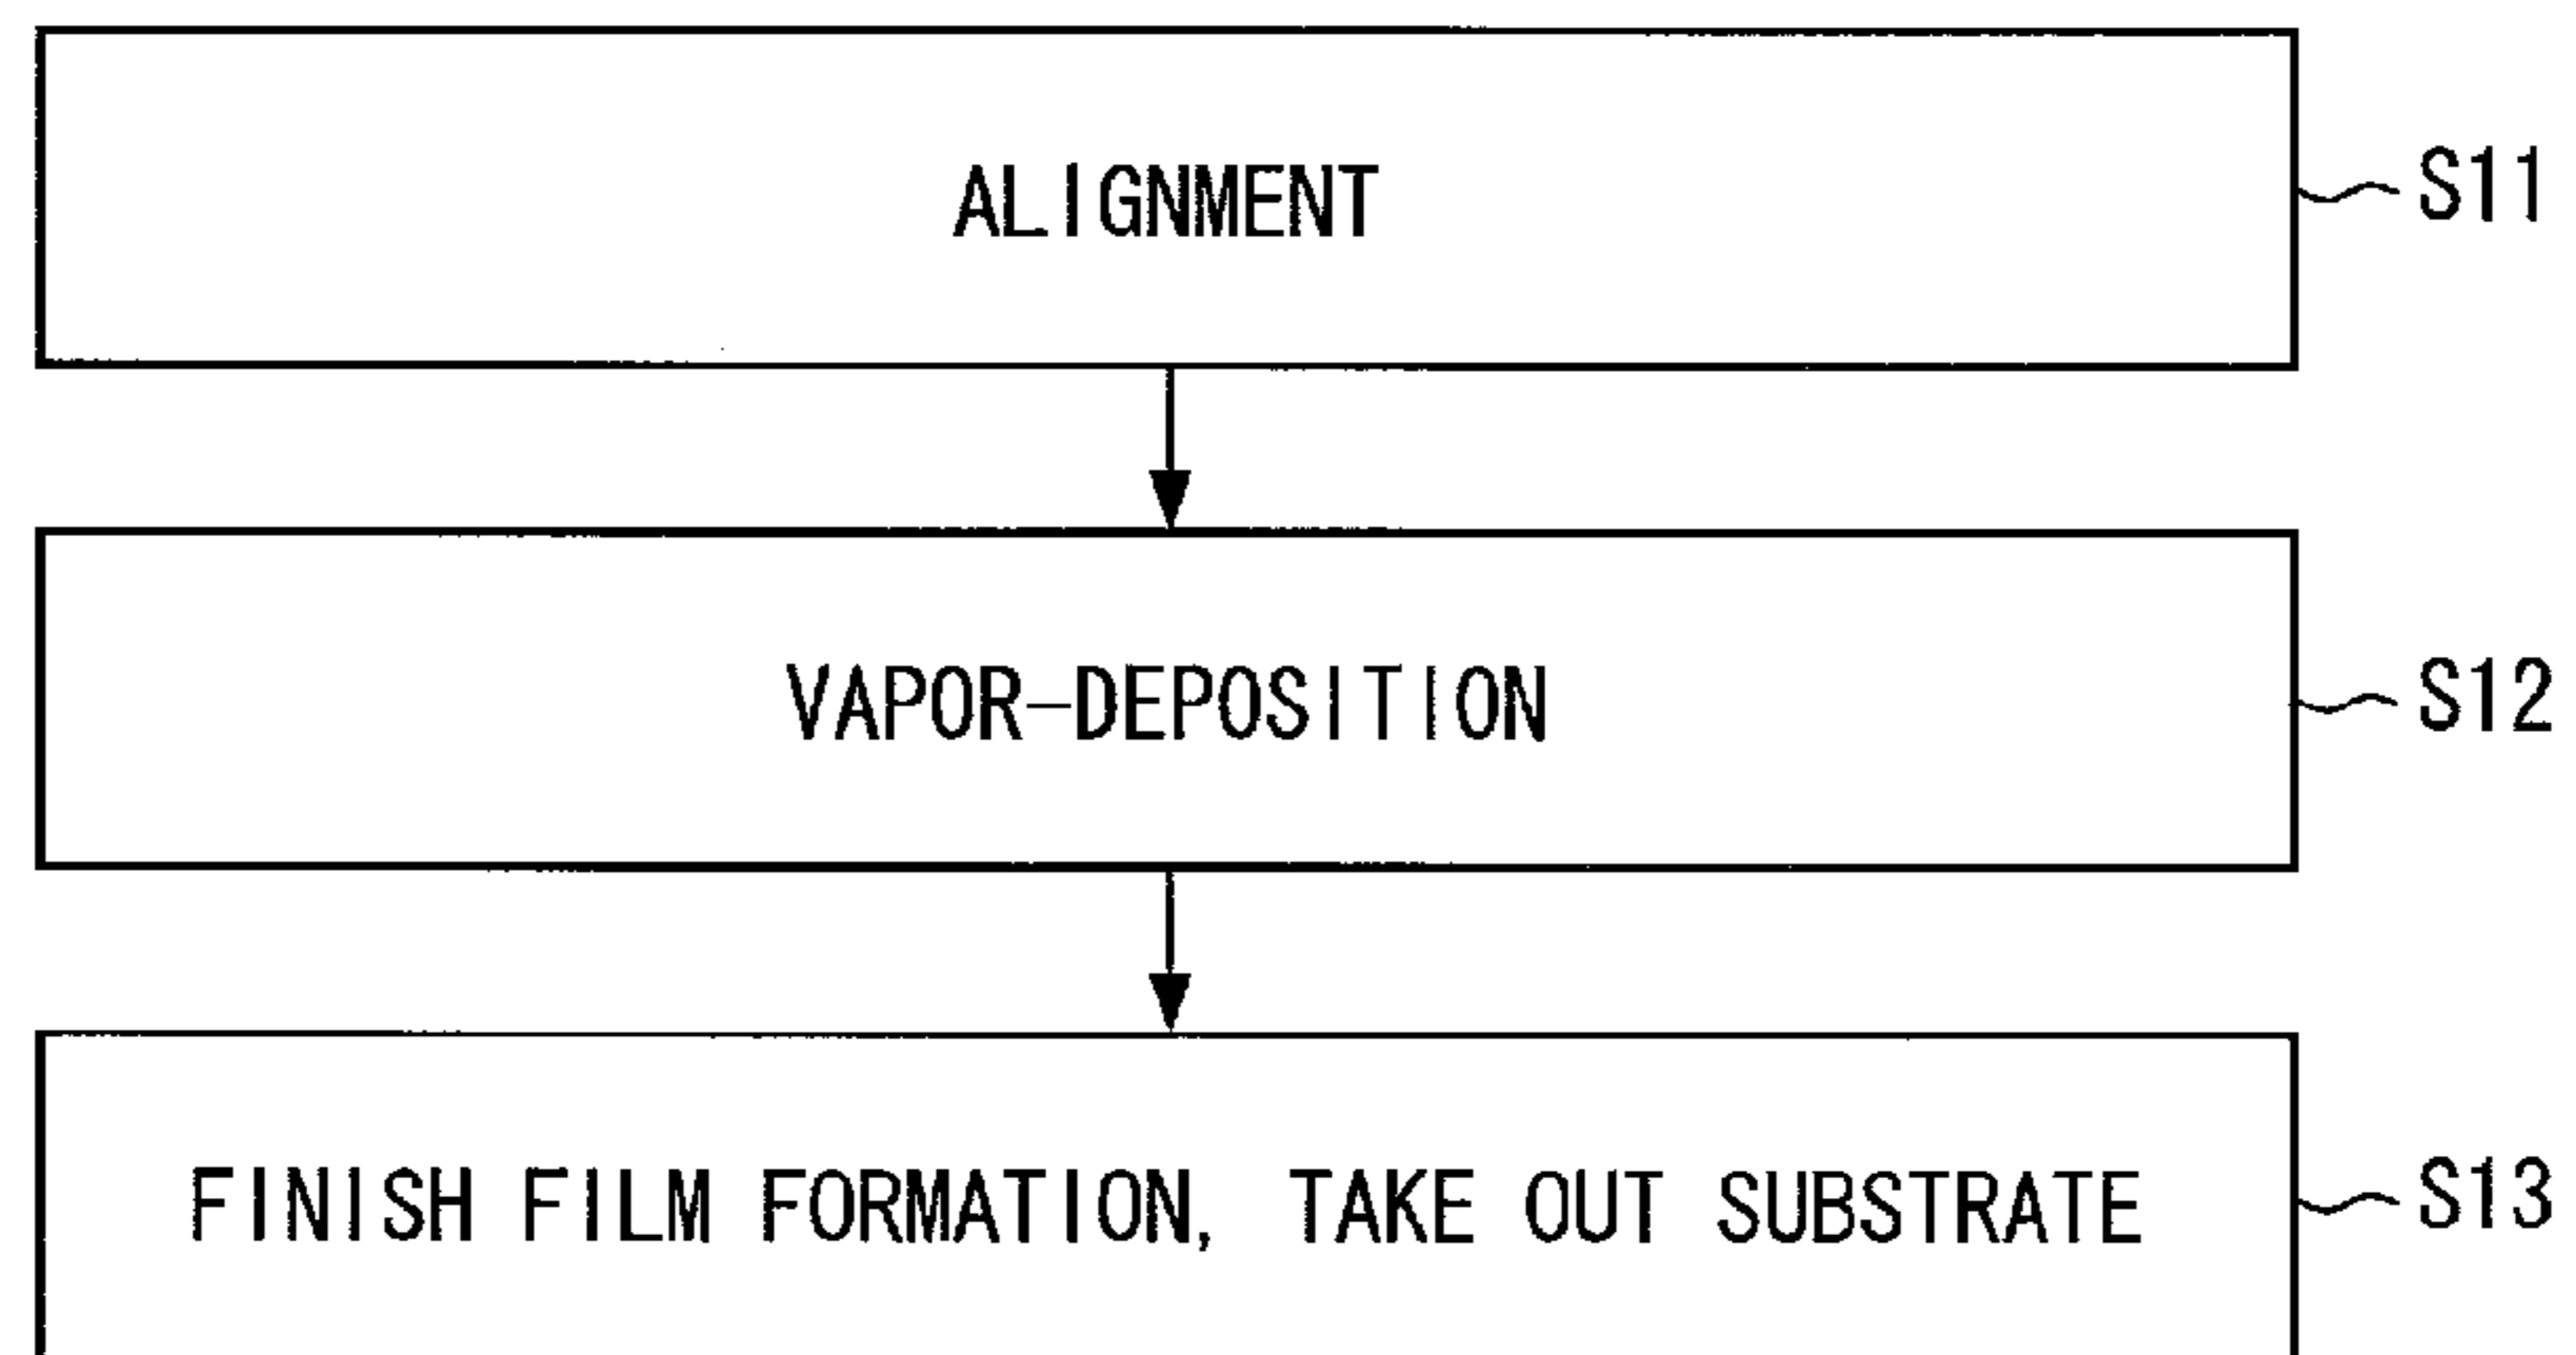 ALIGNMENT
S11
VAPOR-DEPOSITION
S12
FINISH FILM FORMATION, TAKE OUT SUBSTRATE
S13